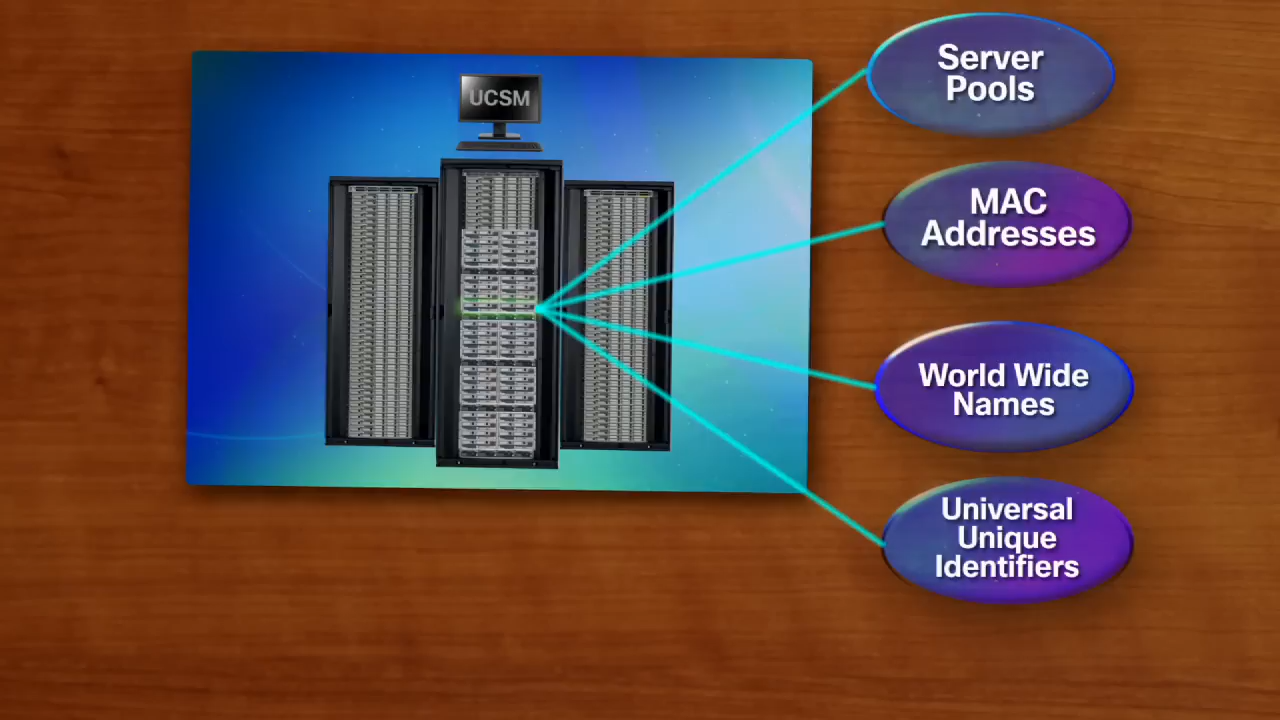 UCSM
Server
Pools
MAC
Addresses
World Wide
Names
Universal
Unique
Identifiers